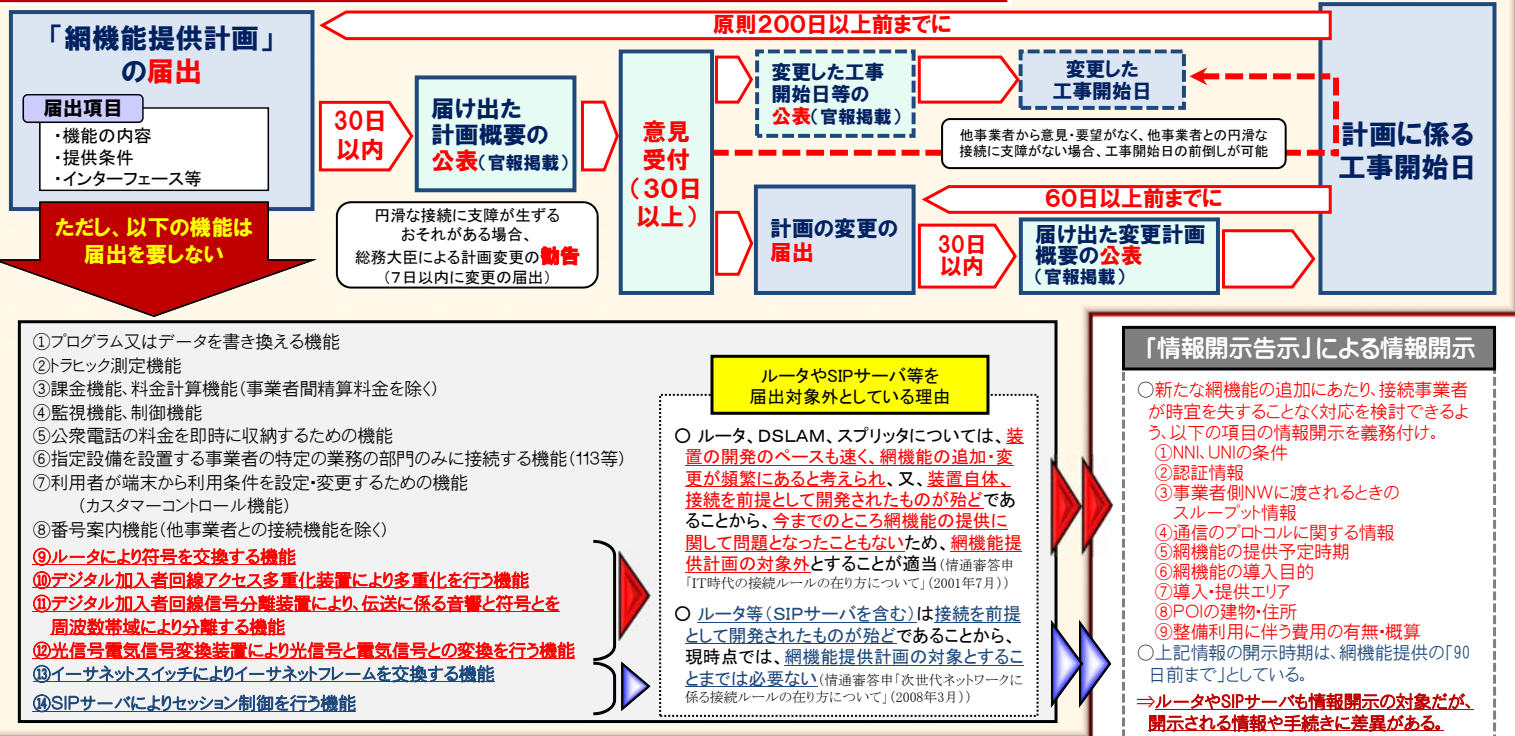 原則200日以上前までに
「網機能提供計画」
の届出
届出項目
・機能の内容
・提供条件
・インターフェース等
30日
以内
届け出た
計画概要の
公表(官報掲載)
意見
受付
(30日
以上)
変更した工事
開始日等の
公表(官報掲載)
変更した
工事開始日
他事業者から意見・要望がなく、他事業者との円滑な
接続に支障がない場合、工事開始日の前倒しが可能
計画に係る
工事開始日
60日以上前までに
計画の変更の
届出
30日
以内
届け出た変更計画
概要の公表
(官報掲載)
円滑な接続に支障が生ずる
おそれがある場合、
総務大臣による計画変更の勧告
(7日以内に変更の届出)
ただし、以下の機能は
届出を要しない
①プログラム又はデータを書き換える機能
②トラヒック測定機能
③課金機能、料金計算機能(事業者間精算料金を除く)
④監視機能、制御機能
⑤公衆電話の料金を即時に収納するための機能
⑥指定設備を設置する事業者の特定の業務の部門のみに接続する機能(113等)
⑦利用者が端末から利用条件を設定・変更するための機能
(カスタマーコントロール機能)
⑧番号案内機能(他事業者との接続機能を除く)
⑨ルータにより符号を交換する機能
⑩デジタル加入者回線アクセス多重化装置により多重化を行う機能
⑪デジタル加入者回線信号分離装置により、伝送に係る音響と符号とを
周波数帯域により分離する機能
⑫光信号電気信号変換装置により光信号と電気信号との変換を行う機能
⑬イーサネットスイッチによりイーサネットフレームを交換する機能
⑭SIPサーバによりセッション制御を行う機能
ルータやSIPサーバ等を
届出対象外としている理由
○ ルータ、DSLAM、スプリッタについては、装
置の開発のペースも速く、網機能の追加・変
更が頻繁にあると考えられ、又、装置自体、
接続を前提として開発されたものが殆どであ
ることから、今までのところ網機能の提供に
関して問題となったこともないため、網機能提
供計画の対象外とすることが適当(情通審答申
「IT時代の接続ルールの在り方について」(2001年7月))
○ ルータ等(SIPサーバを含む)は接続を前提
として開発されたものが殆どであることから、
現時点では、網機能提供計画の対象とするこ
とまでは必要ない(情通審答申「次世代ネットワークに
係る接続ルールの在り方について」(2008年3月))
「情報開示告示」による情報開示
○新たな網機能の追加にあたり、接続事業者
が時宜を失することなく対応を検討できるよ
う、以下の項目の情報開示を義務付け。
①NNI、UNIの条件
②認証情報
③事業者側NWに渡されるときの
スループット情報
④通信のプロトコルに関する情報
⑤網機能の提供予定時期
⑥網機能の導入目的
⑦導入・提供エリア
⑧POIの建物・住所
⑨整備利用に伴う費用の有無・概算
○上記情報の開示時期は、網機能提供の「90
日前まで」としている。
⇒ルータやSIPサーバも情報開示の対象だが、
開示される情報や手続きに差異がある。